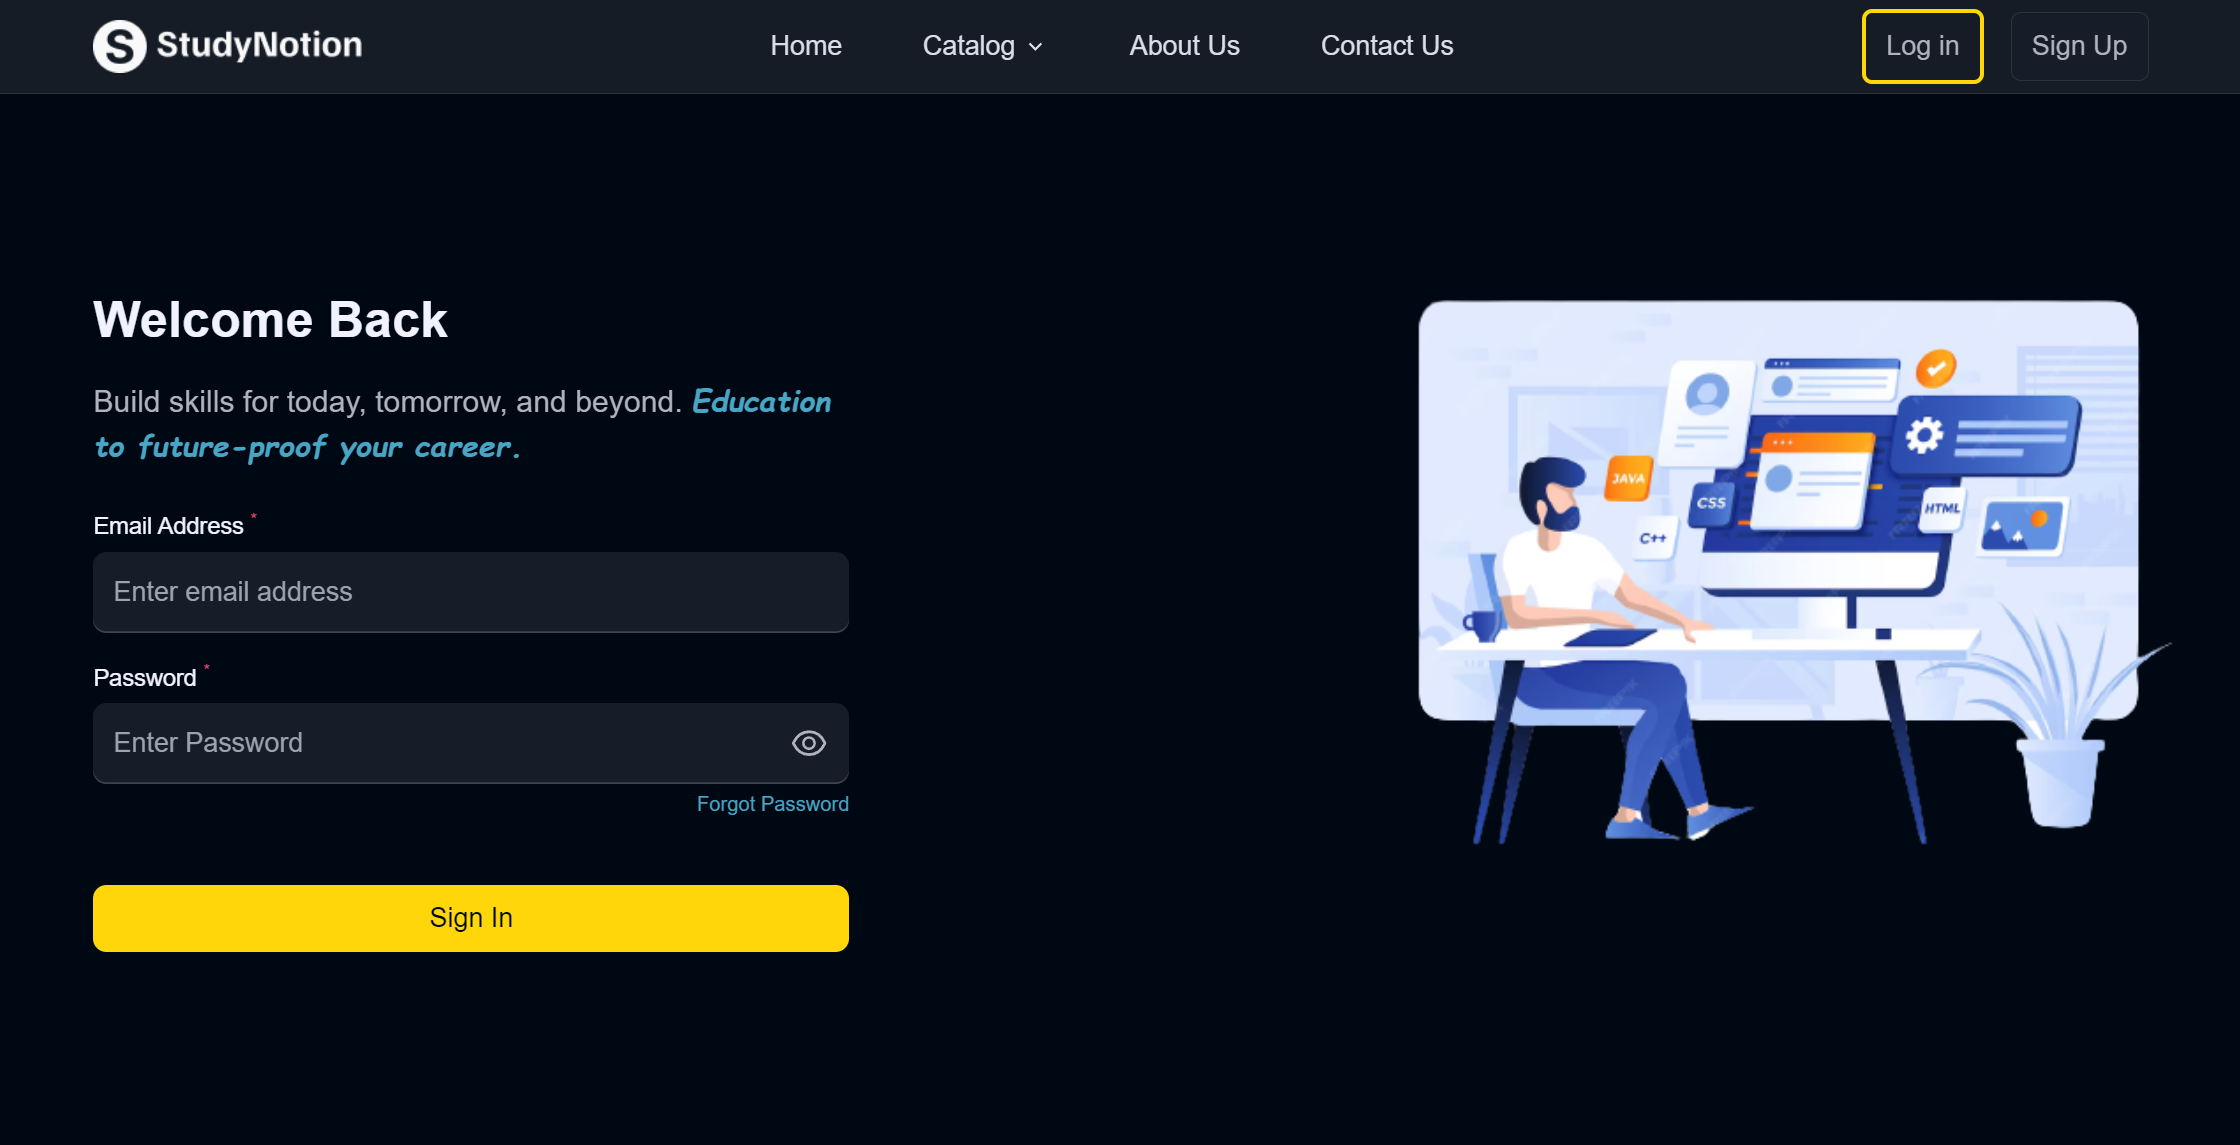 StudyNotion
Home
Catalog
About Us
Contact Us
Log in
Sign Up
Welcome Back
Build skills for today, tomorrow, and beyond. Education
to future-proof your career.
Email Address *
Enter email address
Password *
Enter Password
Forgot Password
Sign In
JAVA
CSS
C++
HTML